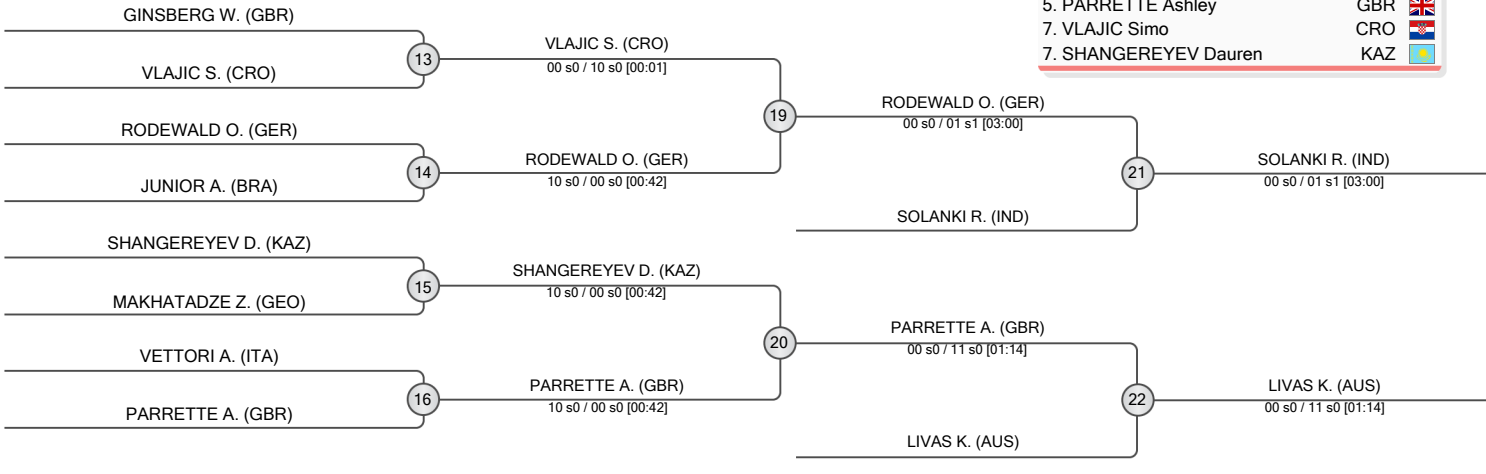 GINSBERG W. (GBR)
VLAJIC S. (CRO)
13
VLAJIC S. (CRO)
00 s0 / 10 s0 [00:01]
RODEWALD O. (GER)
JUNIOR A. (BRA)
14
RODEWALD O. (GER)
10 s0 / 00 s0 [00:42]
19
RODEWALD O. (GER)
00 s0 / 01 s1 [03:00]
SOLANKI R. (IND)
21
SOLANKI R. (IND)
00 s0 / 01 s1 [03:00]
SHANGEREYEV D. (KAZ)
MAKHATADZE Z. (GEO)
15
SHANGEREYEV D. (KAZ)
10 s0 / 00 s0 [00:42]
VETTORI A. (ITA)
PARRETTE A. (GBR)
16
PARRETTE A. (GBR)
10 s0 / 00 s0 [00:42]
20
PARRETTE A. (GBR)
00 s0 / 11 s0 [01:14]
LIVAS K. (AUS)
22
LIVAS K. (AUS)
00 s0 / 11 s0 [01:14]
5. PARRETTE Ashley GBR
7. VLAJIC Simo CRO
7. SHANGEREYEV Dauren KAZ